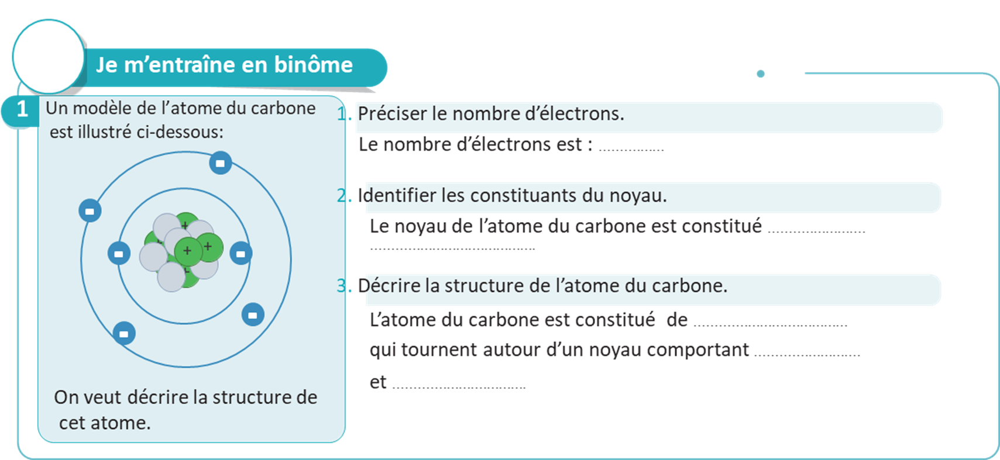 Je m’entraîne en binôme
1
Un modèle de l’atome du carbone
est illustré ci-dessous:
+
+
+
+
+
-
-
-
-
-
-
On veut décrire la structure de
cet atome.
1. Préciser le nombre d’électrons.
Le nombre d’électrons est : ................
2. Identifier les constituants du noyau.
Le noyau de l’atome du carbone est constitué .......................
.......................................
3. Décrire la structure de l’atome du carbone.
L’atome du carbone est constitué de .....................................
qui tournent autour d’un noyau comportant .........................
et ................................